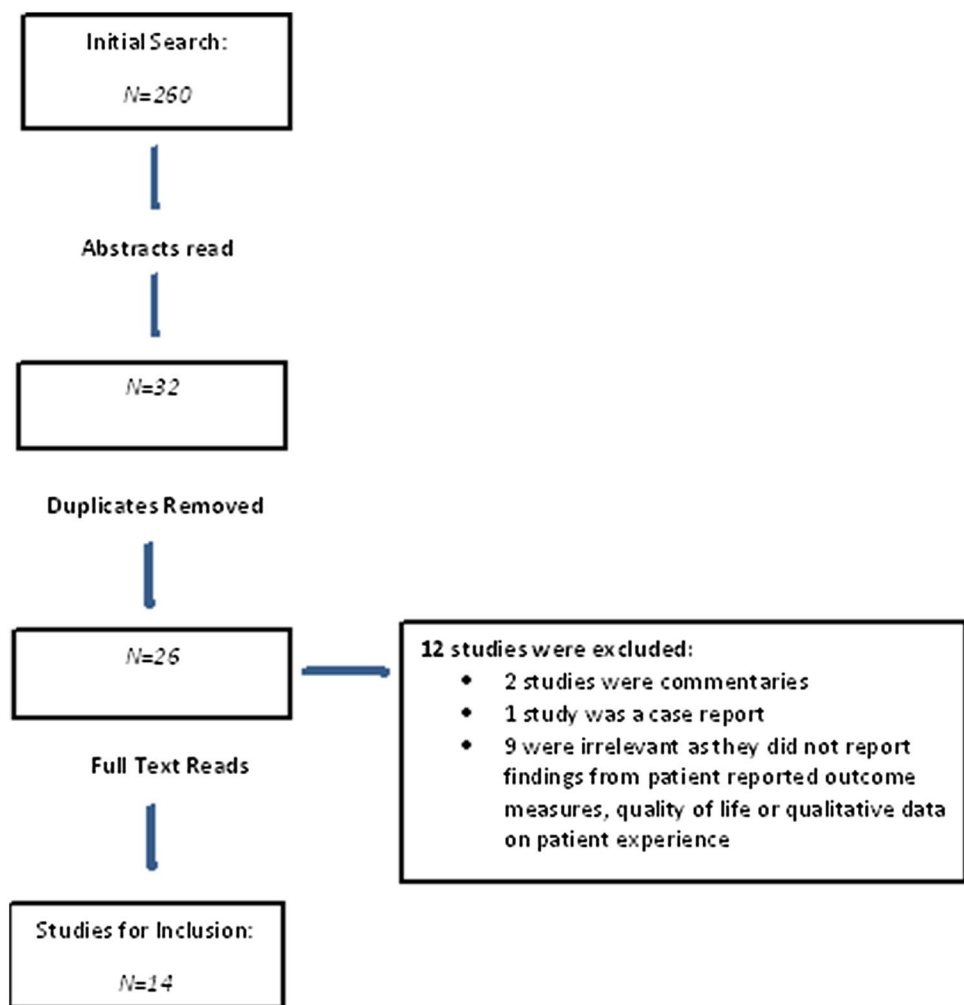 Initial Search:
N=260
Abstracts read
N=32
Duplicates Removed
N=26
12 studies were excluded:
• 2 studies were commentaries
• 1 study was a case report
• 9 were irrelevant as they did not report
findings from patient reported outcome
measures, quality of life or qualitative data
on patient experience
Full Text Reads
Studies for Inclusion:
N=14